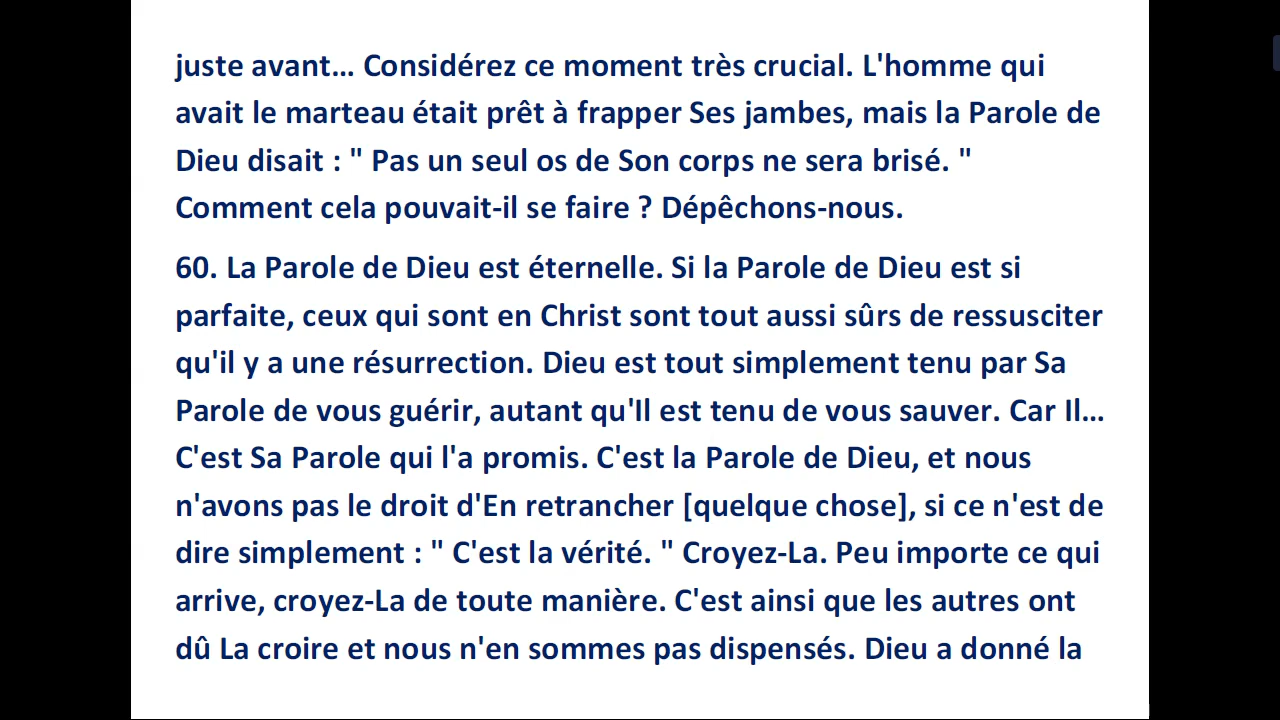 juste avant... Considérez ce moment très crucial. L'homme qui
avait le marteau était prêt à frapper Ses jambes, mais la Parole de
Dieu disait : " Pas un seul os de Son corps ne sera brisé. "
Comment cela pouvait-il se faire ? Dépêchons-nous.
60. La Parole de Dieu est éternelle. Si la Parole de Dieu est si
parfaite, ceux qui sont en Christ sont tout aussi sûrs de ressusciter
qu'il y a une résurrection. Dieu est tout simplement tenu par Sa
Parole de vous guérir, autant qu'Il est tenu de vous sauver. Car Il...
C'est Sa Parole qui l'a promis. C'est la Parole de Dieu, et nous
n'avons pas le droit d'En retrancher [quelque chose], si ce n'est de
dire simplement : " C'est la vérité. " Croyez-La. Peu importe ce qui
arrive, croyez-La de toute manière. C'est ainsi que les autres ont
dû La croire et nous n'en sommes pas dispensés. Dieu a donné la